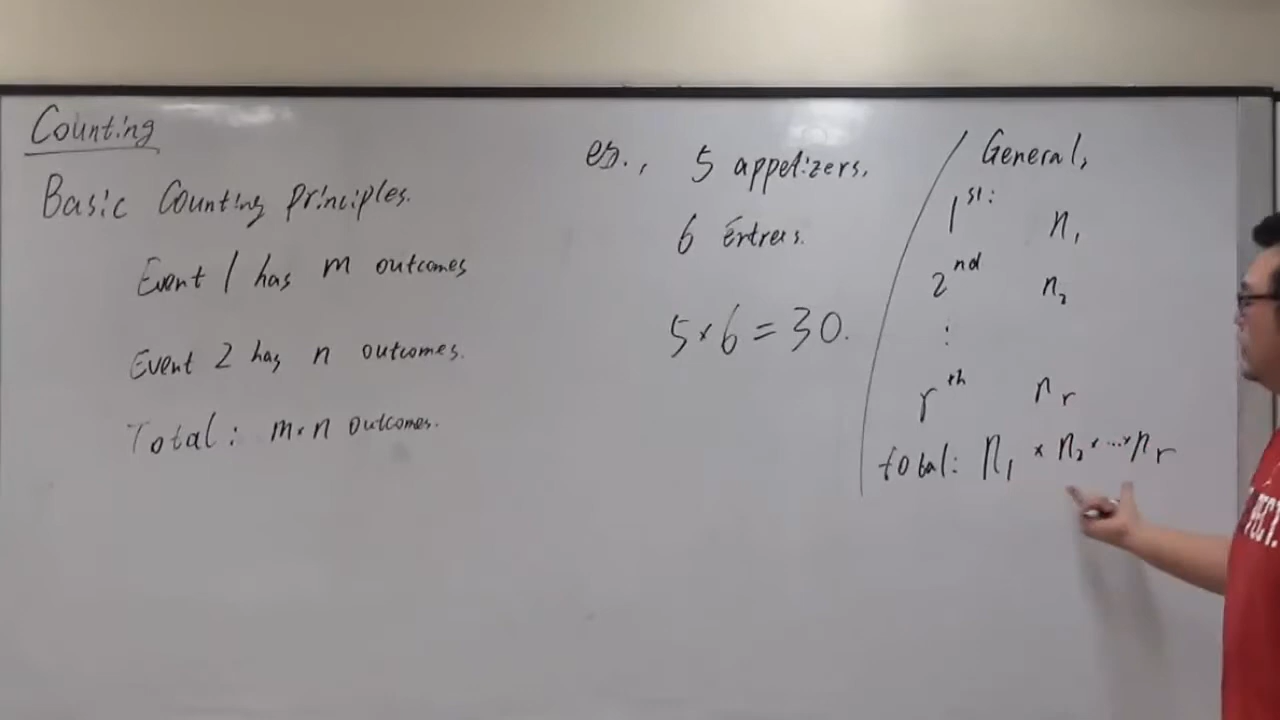 Counting
Basic Counting principles.
Event 1 has m outcomes
Event 2 has n outcomes.
Total: m·n outcomes.
eg., 5 appetizers,
6 entrees.
5×6=30.
General,
1st: n₁
2nd n₂
⋮
rth nᵣ
total: n₁ × n₂ × ... × nᵣ